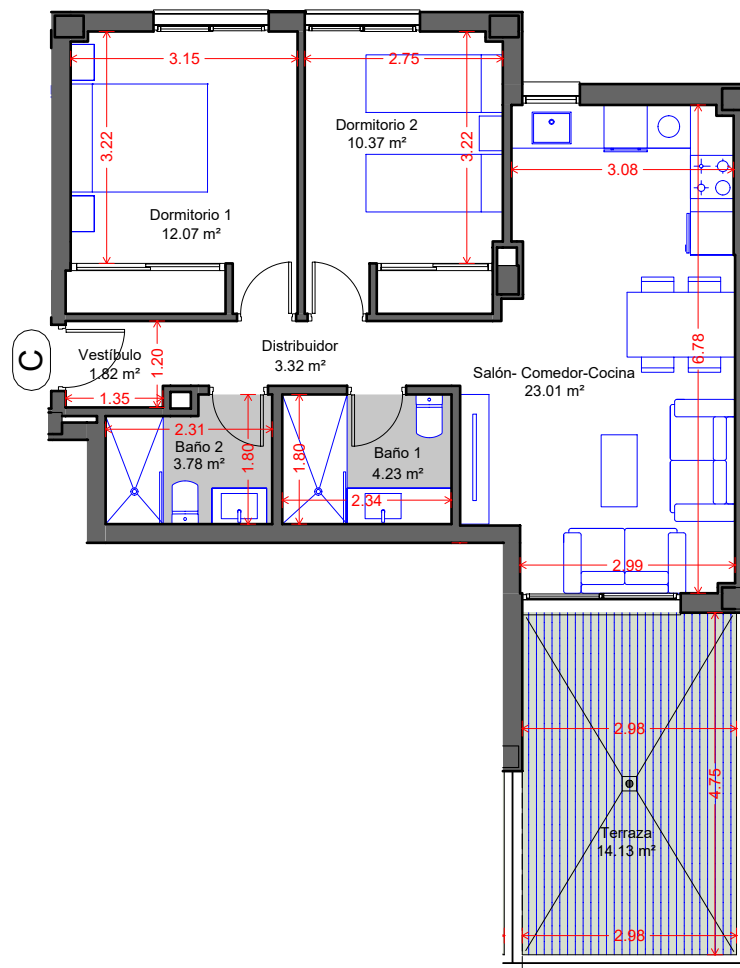 3.15
2.75
Dormitorio 2
10.37 m²
3.22
3.22
3.08
Dormitorio 1
12.07 m²
C
Vestíbulo
1.82 m²
1.20
1.35
Distribuidor
3.32 m²
6.78
Salón- Comedor-Cocina
23.01 m²
2.31
Baño 2
3.78 m²
1.80
1.80
Baño 1
4.23 m²
2.34
2.99
2.98
4.75
Terraza
14.13 m²
2.98